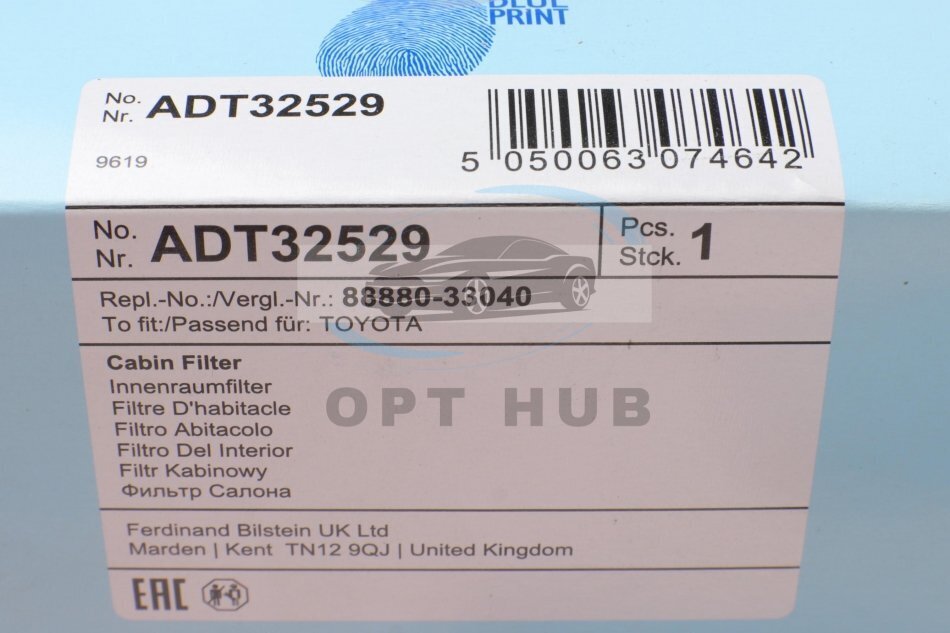 BLUE
PRINT
No.
Nr. ADT32529
9619
5 050063 074642
No.
Nr. ADT32529
Pcs.
Stck. 1
Repl.-No.:/Vergl.-Nr.: 88880-33040
To fit:/Passend für: TOYOTA
Cabin Filter
Innenraumfilter
Filtre D'habitacle
Filtro Abitacolo
Filtro Del Interior
Filtr Kabinowy
Фильтр Салона
OPT HUB
Ferdinand Bilstein UK Ltd
Marden | Kent TN12 9QJ | United Kingdom
EAC